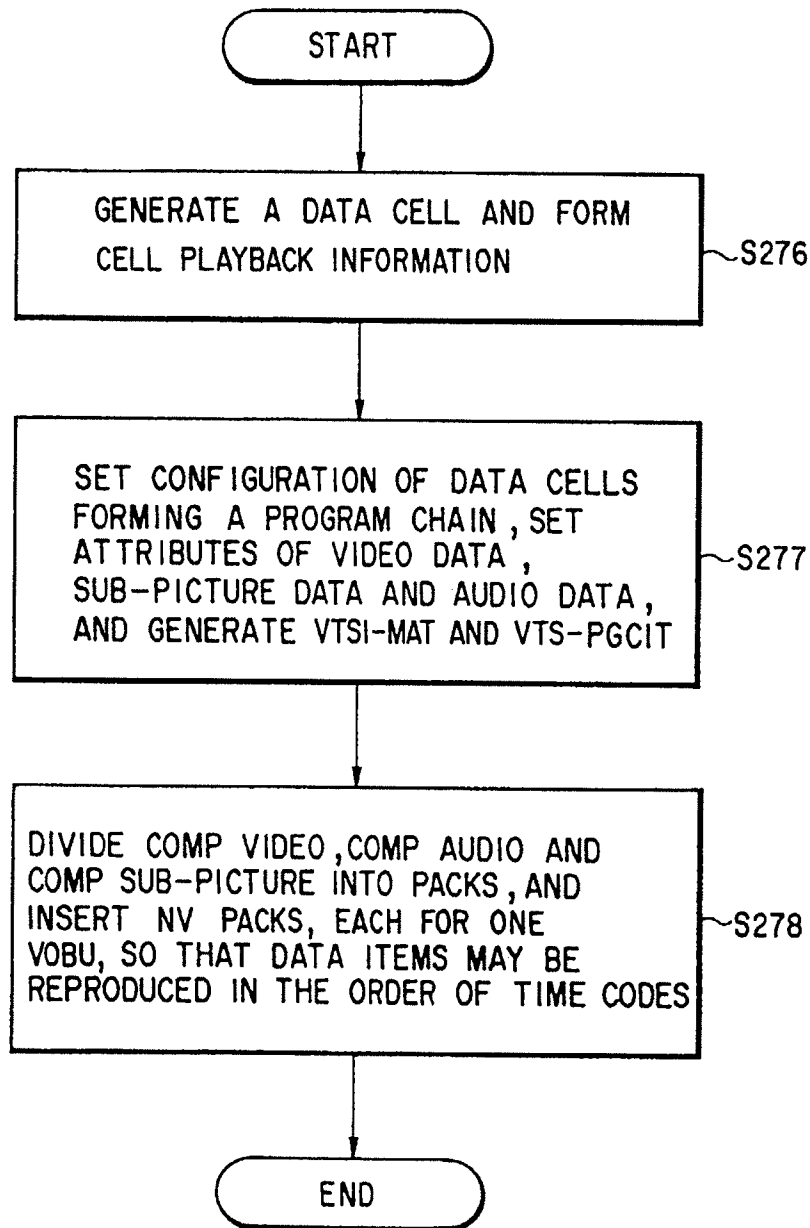 START
GENERATE A DATA CELL AND FORM
CELL PLAYBACK INFORMATION
S276
SET CONFIGURATION OF DATA CELLS
FORMING A PROGRAM CHAIN, SET
ATTRIBUTES OF VIDEO DATA,
SUB-PICTURE DATA AND AUDIO DATA,
AND GENERATE VTSI-MAT AND VTS-PGCIT
S277
DIVIDE COMP VIDEO, COMP AUDIO AND
COMP SUB-PICTURE INTO PACKS, AND
INSERT NV PACKS, EACH FOR ONE
VOBU, SO THAT DATA ITEMS MAY BE
REPRODUCED IN THE ORDER OF TIME CODES
S278
END